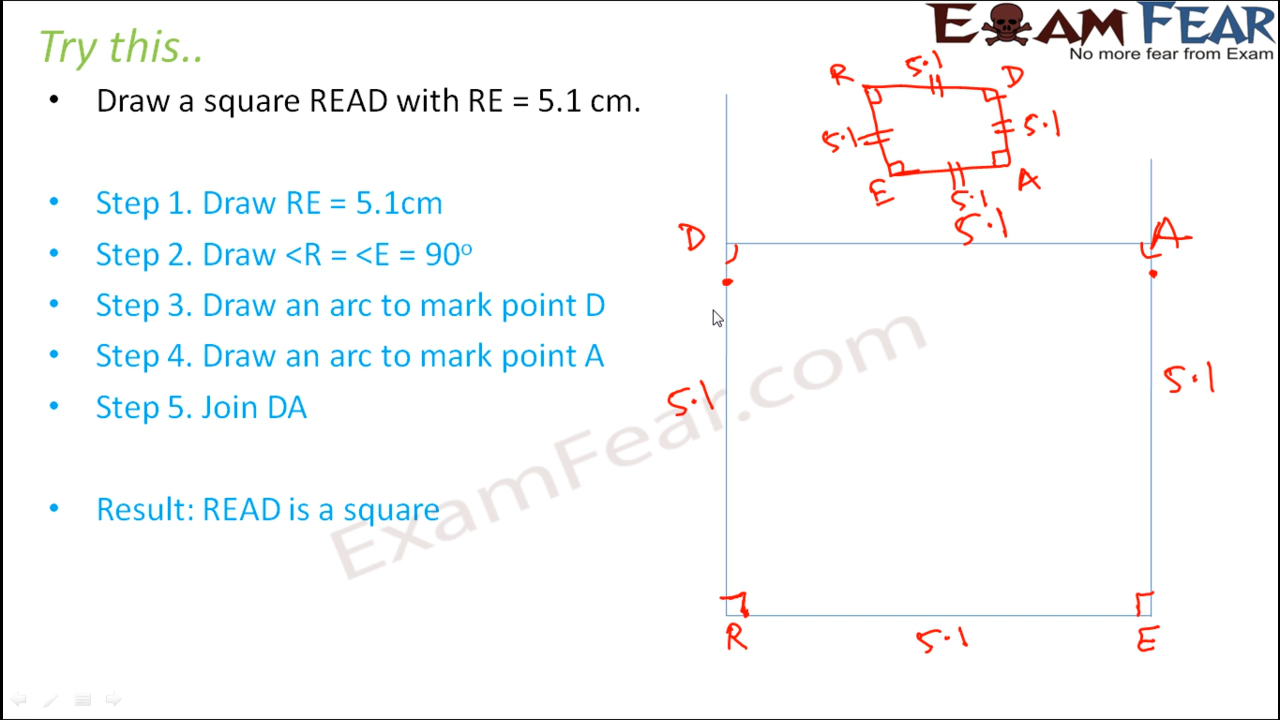 EXAM FEAR
No more fear from Exam
Try this..
• Draw a square READ with RE = 5.1 cm.
• Step 1. Draw RE = 5.1cm
• Step 2. Draw <R = <E = 90º
• Step 3. Draw an arc to mark point D
• Step 4. Draw an arc to mark point A
• Step 5. Join DA
• Result: READ is a square
R 5.1 D
5.1 5.1
E 5.1 A
D 5.1 A
5.1 5.1
R 5.1 E
ExamFear.com